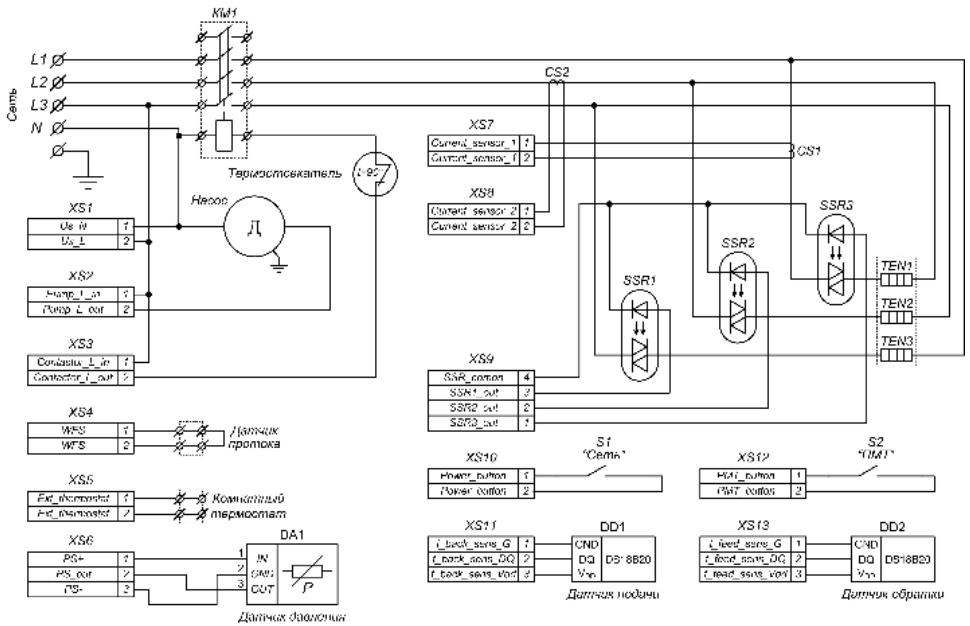 KM1
Сеть
L1
L2
L3
N
CS2
CS1
Термоотсекатель
t-90°
Насос
Д
XS1
Us_N 1
Us_L 2
XS2
Pump_L_in 1
Pump_L_out 2
XS3
Contactor_L_in 1
Contactor_L_out 2
XS4
WFS 1
WFS 2
Датчик
протока
XS5
Ext_thermostat 1
Ext_thermostat 2
Комнатный
термостат
XS6
PS+ 1
PS_out 2
PS- 3
DA1
1 IN
2 GND
3 OUT
P
Датчик давления
XS7
Current_sensor_1 1
Current_sensor_1 2
XS8
Current_sensor_2 1
Current_sensor_2 2
SSR1
SSR2
SSR3
TEN1
TEN2
TEN3
XS9
SSR_comon 4
SSR1_out 3
SSR2_out 2
SSR3_out 1
XS10
Power_button 1
Power_button 2
S1
"Сеть"
XS12
PMT_button 1
PMT_button 2
S2
"ПМТ"
XS11
t_back_sens_G 1
t_back_sens_DQ 2
t_back_sens_Vdd 3
DD1
GND
DQ
VDD
DS18B20
Датчик подачи
XS13
t_feed_sens_G 1
t_feed_sens_DQ 2
t_feed_sens_Vdd 3
DD2
GND
DQ
VDD
DS18B20
Датчик обратки